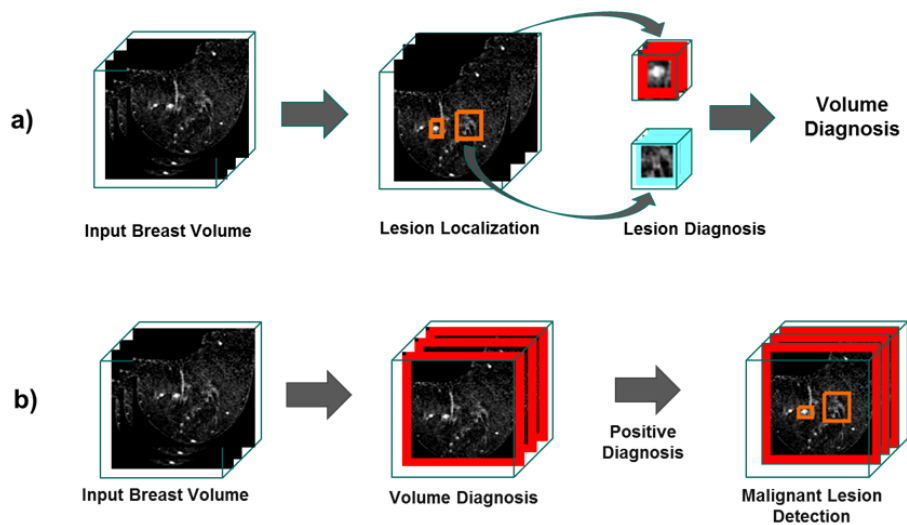 a)
Input Breast Volume
Lesion Localization
Lesion Diagnosis
Volume
Diagnosis
b)
Input Breast Volume
Volume Diagnosis
Positive
Diagnosis
Malignant Lesion
Detection